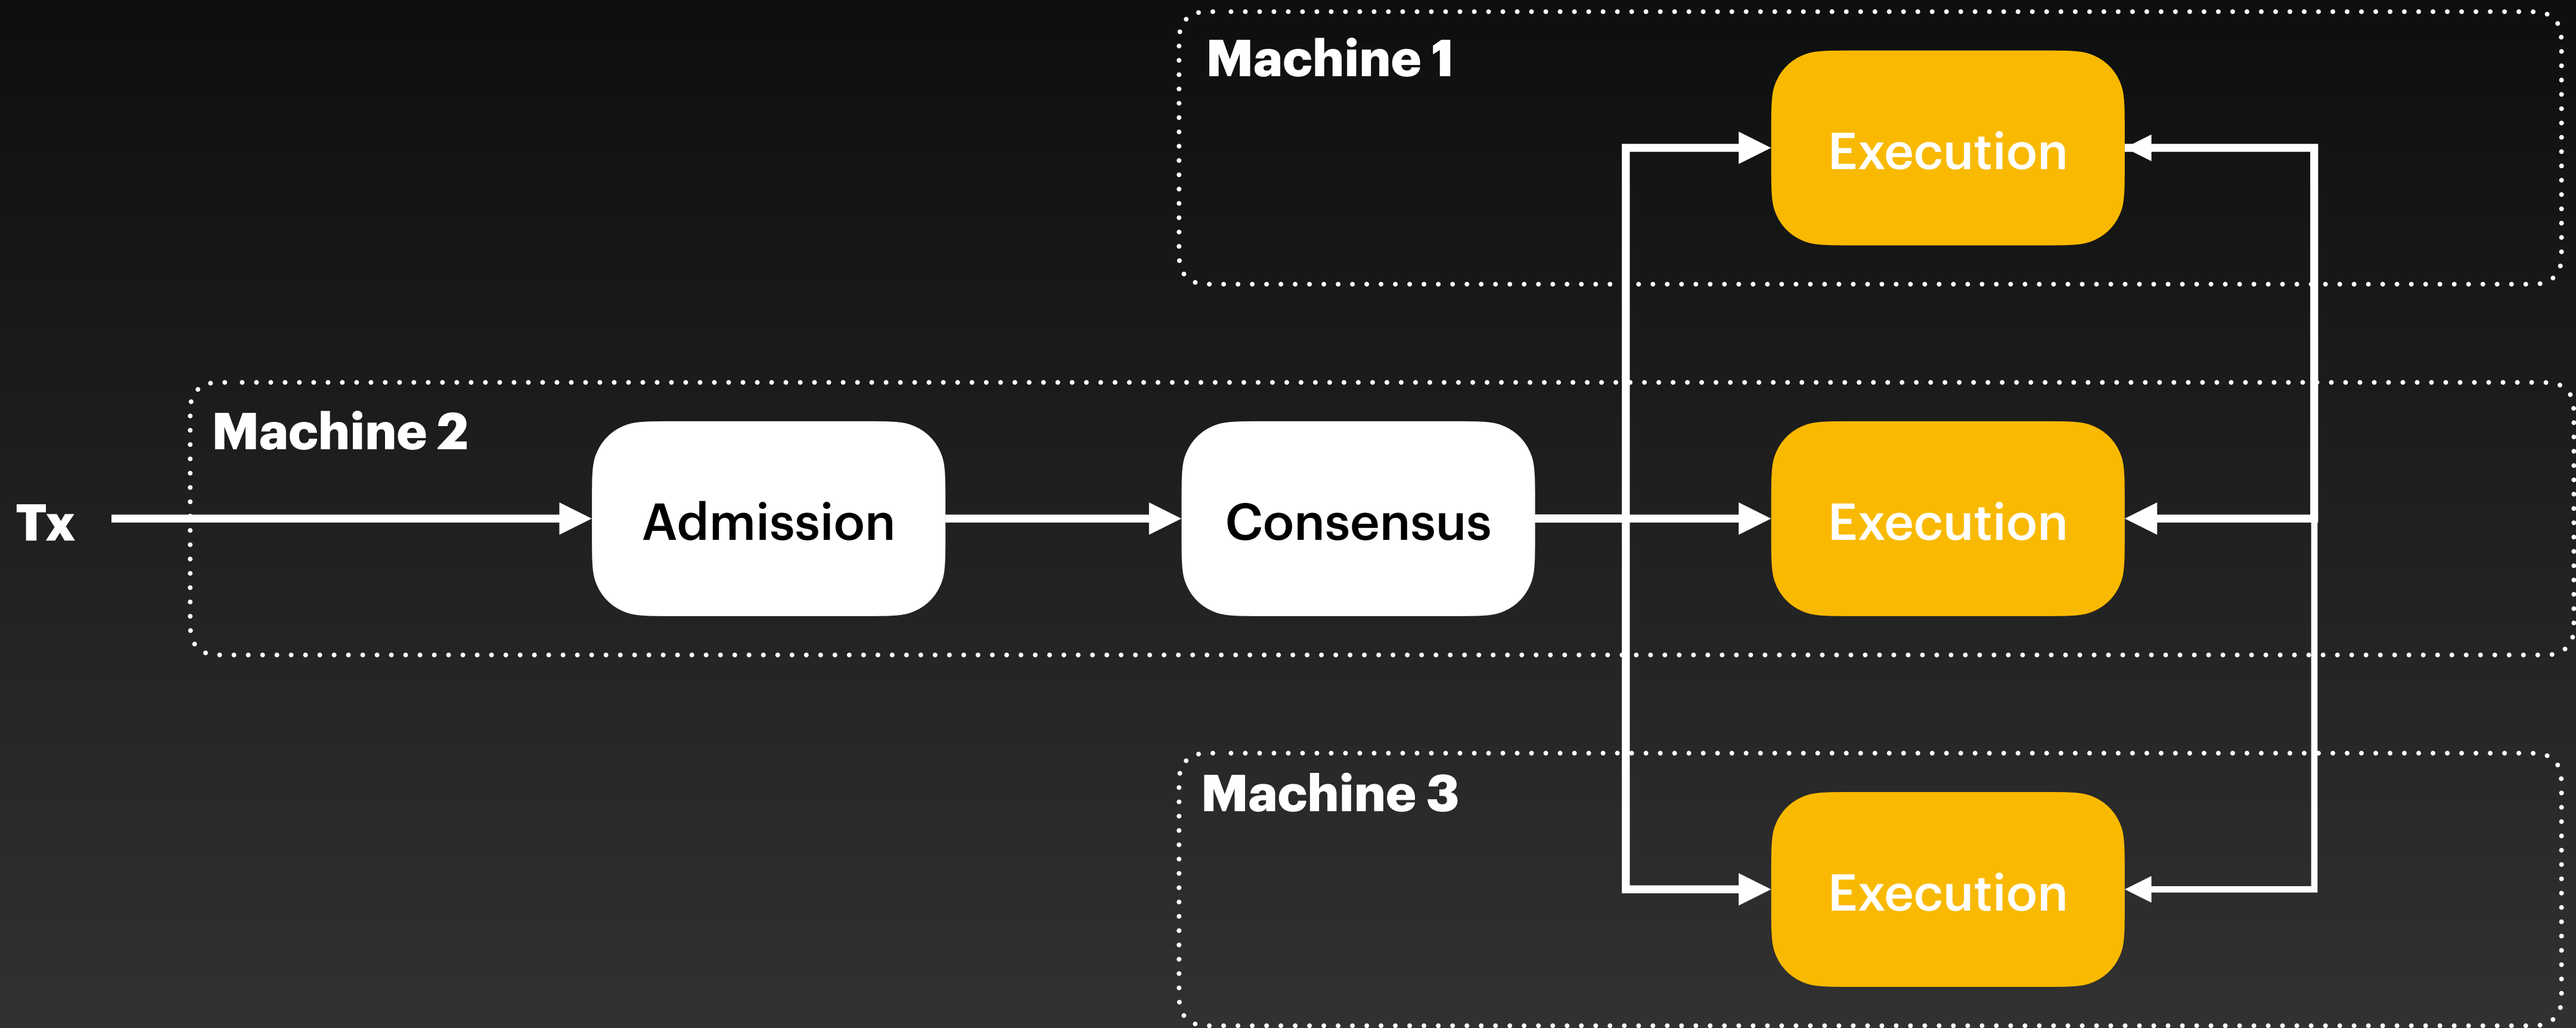 Machine 1
Execution
Machine 2
Tx
Admission
Consensus
Execution
Machine 3
Execution